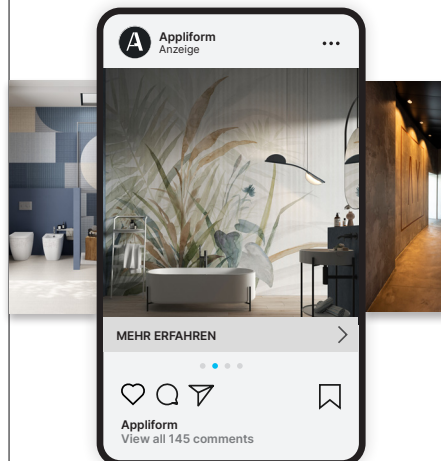 Appliform
Anzeige
MEHR ERFAHREN
Appliform
View all 145 comments